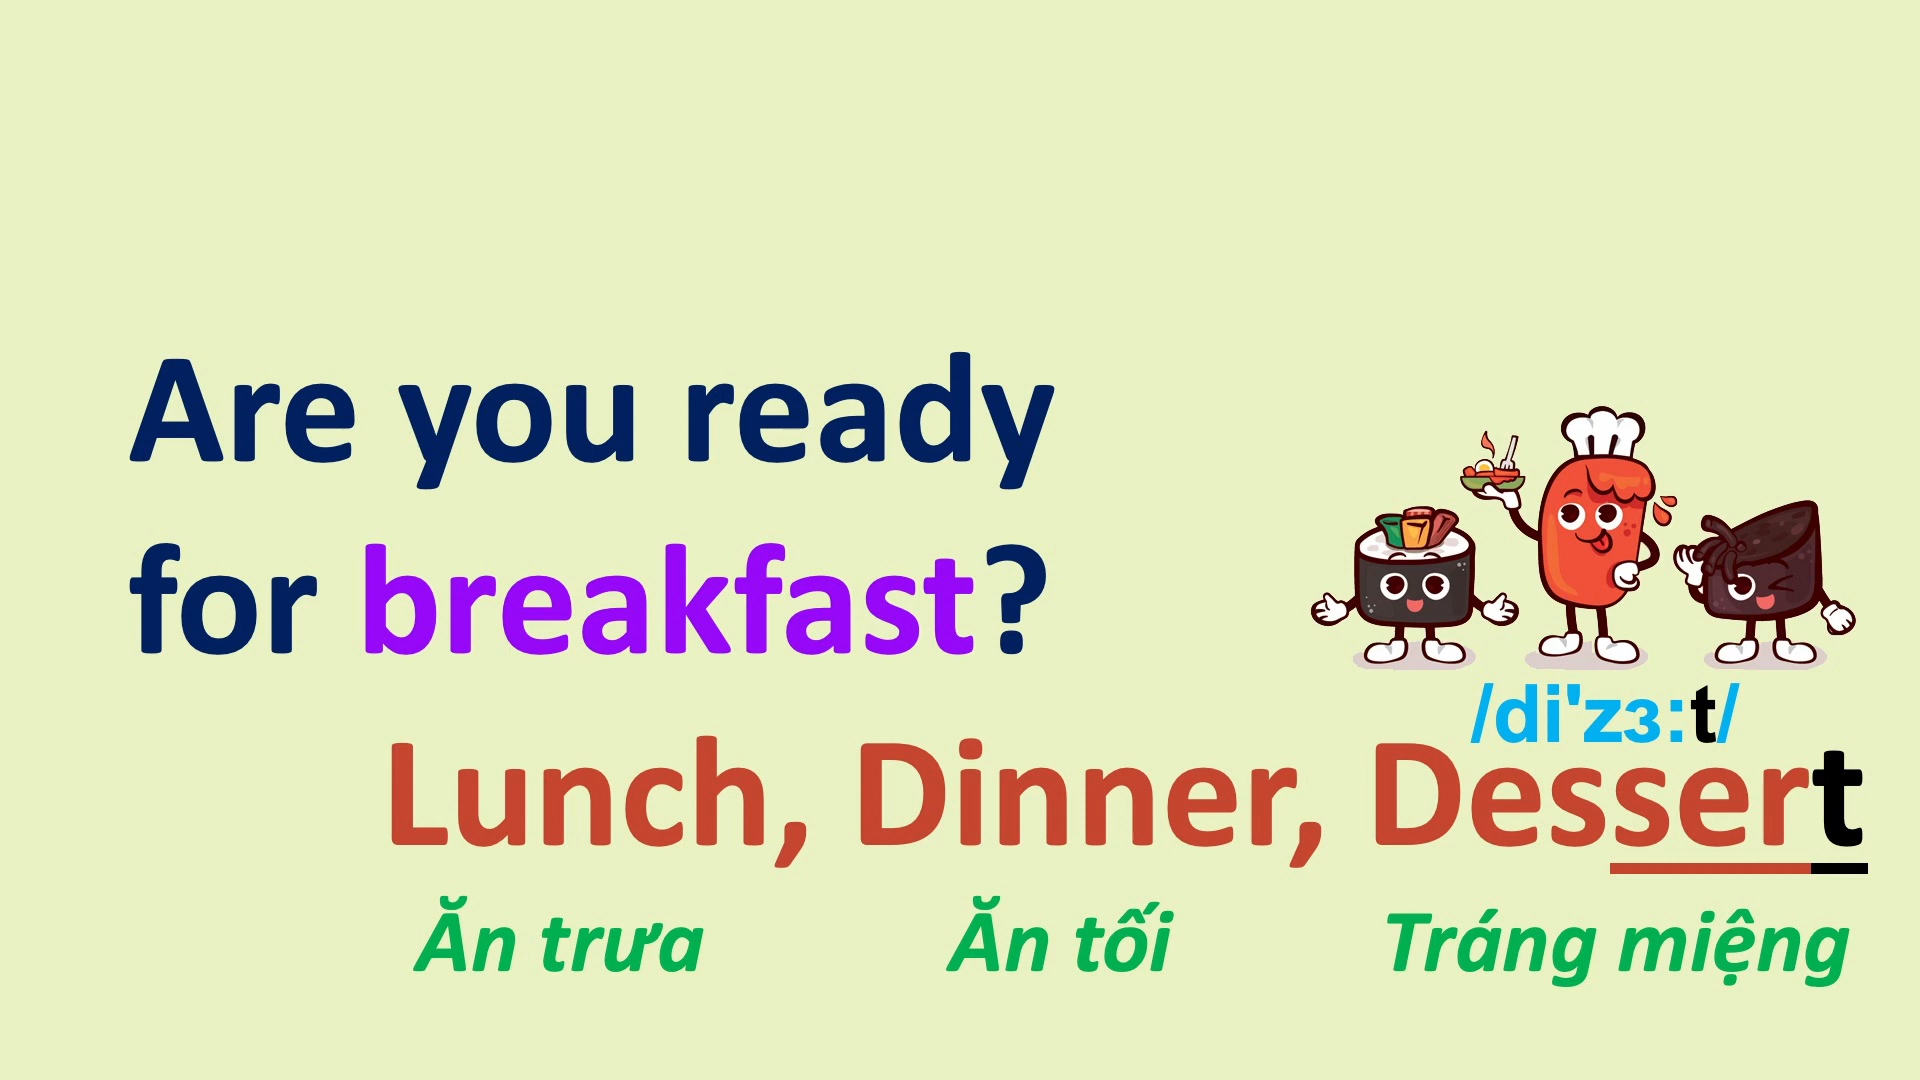 Are you ready
for breakfast?
/di'zɜ:t/
Lunch, Dinner, Dessert
Ăn trưa Ăn tối Tráng miệng